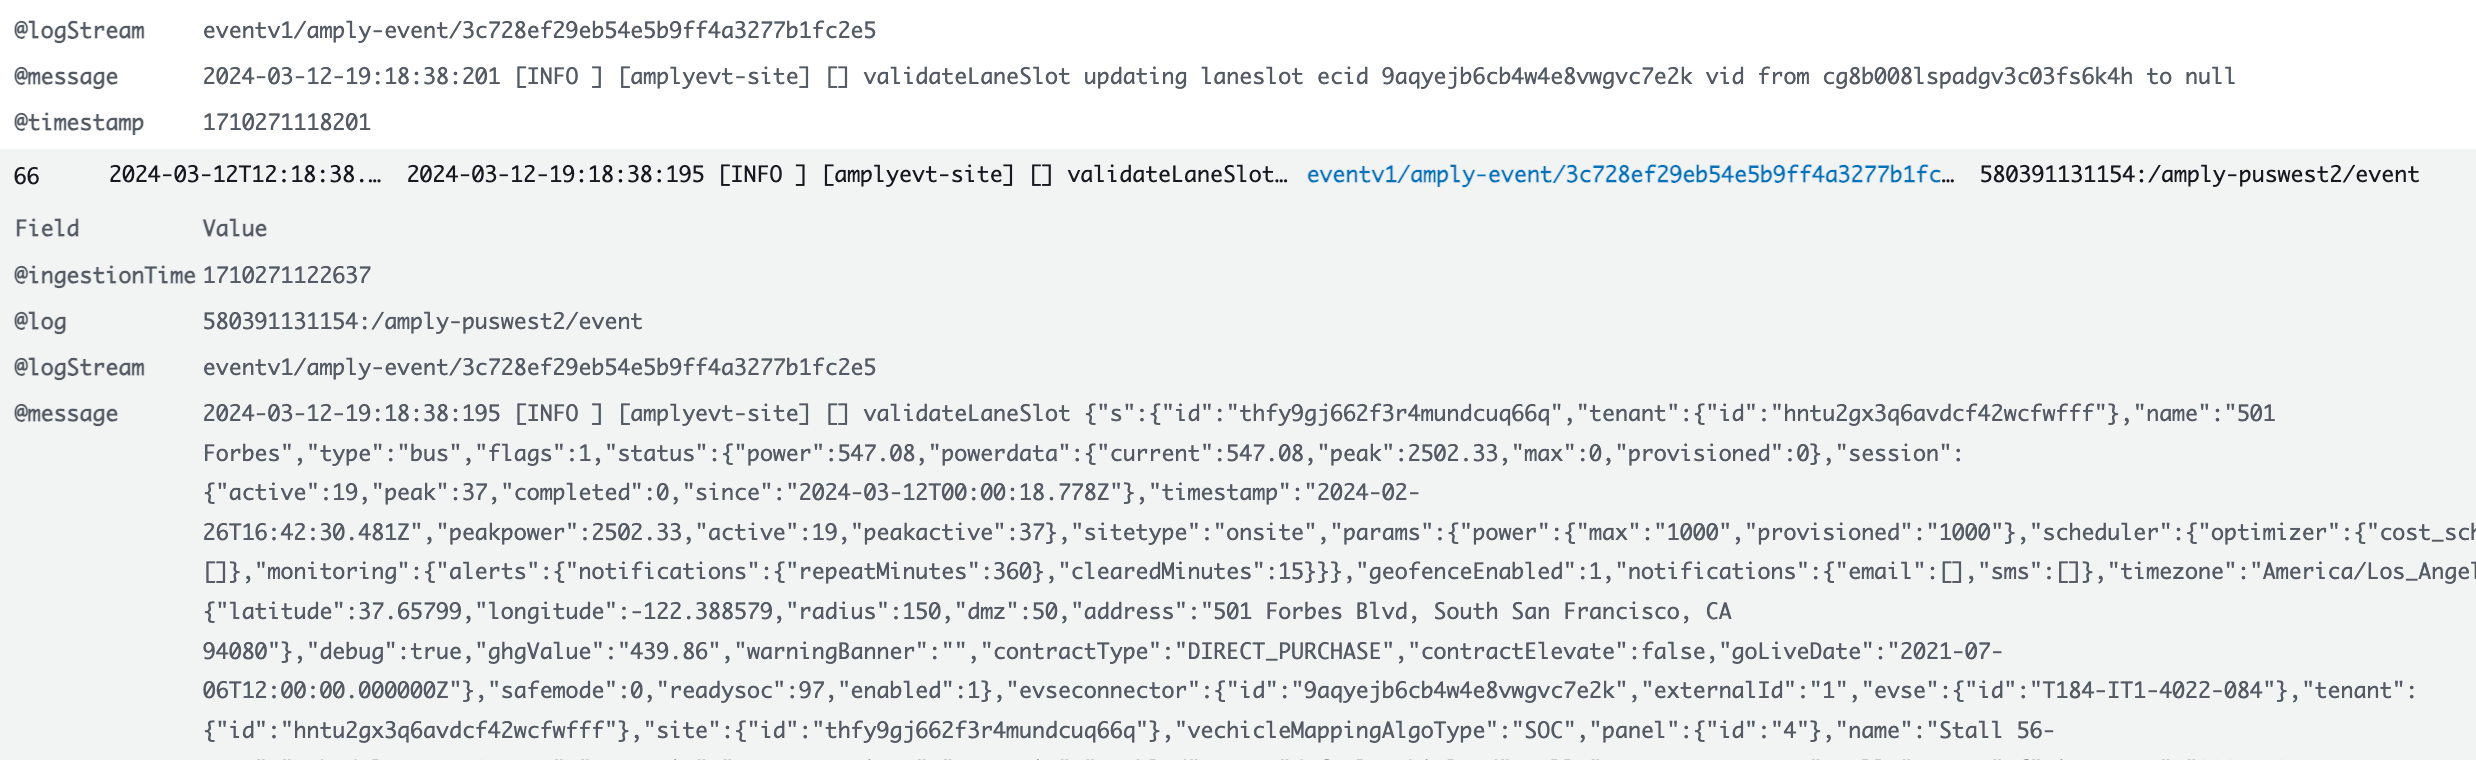 @logStream eventv1/amply-event/3c728ef29eb54e5b9ff4a3277b1fc2e5
@message 2024-03-12-19:18:38:201 [INFO ] [amplyevt-site] [] validateLaneSlot updating laneslot ecid 9aqyejb6cb4w4e8vwgvc7e2k vid from cg8b008lspadgv3c03fs6k4h to null
@timestamp 1710271118201
66 2024-03-12T12:18:38.… 2024-03-12-19:18:38:195 [INFO ] [amplyevt-site] [] validateLaneSlot… eventv1/amply-event/3c728ef29eb54e5b9ff4a3277b1fc… 580391131154:/amply-puswest2/event
Field Value
@ingestionTime 1710271122637
@log 580391131154:/amply-puswest2/event
@logStream eventv1/amply-event/3c728ef29eb54e5b9ff4a3277b1fc2e5
@message 2024-03-12-19:18:38:195 [INFO ] [amplyevt-site] [] validateLaneSlot {"s":{"id":"thfy9gj662f3r4mundcuq66q","tenant":{"id":"hntu2gx3q6avdcf42wcfwfff"},"name":"501
Forbes","type":"bus","flags":1,"status":{"power":547.08,"powerdata":{"current":547.08,"peak":2502.33,"max":0,"provisioned":0},"session":
{"active":19,"peak":37,"completed":0,"since":"2024-03-12T00:00:18.778Z"},"timestamp":"2024-02-
26T16:42:30.481Z","peakpower":2502.33,"active":19,"peakactive":37},"sitetype":"onsite","params":{"power":{"max":"1000","provisioned":"1000"},"scheduler":{"optimizer":{"cost_sch
[]},"monitoring":{"alerts":{"notifications":{"repeatMinutes":360},"clearedMinutes":15}}},"geofenceEnabled":1,"notifications":{"email":[],"sms":[]},"timezone":"America/Los_Angel
{"latitude":37.65799,"longitude":-122.388579,"radius":150,"dmz":50,"address":"501 Forbes Blvd, South San Francisco, CA
94080"},"debug":true,"ghgValue":"439.86","warningBanner":"","contractType":"DIRECT_PURCHASE","contractElevate":false,"goLiveDate":"2021-07-
06T12:00:00.000000Z"},"safemode":0,"readysoc":97,"enabled":1},"evseconnector":{"id":"9aqyejb6cb4w4e8vwgvc7e2k","externalId":"1","evse":{"id":"T184-IT1-4022-084"},"tenant":
{"id":"hntu2gx3q6avdcf42wcfwfff"},"site":{"id":"thfy9gj662f3r4mundcuq66q"},"vechicleMappingAlgoType":"SOC","panel":{"id":"4"},"name":"Stall 56-